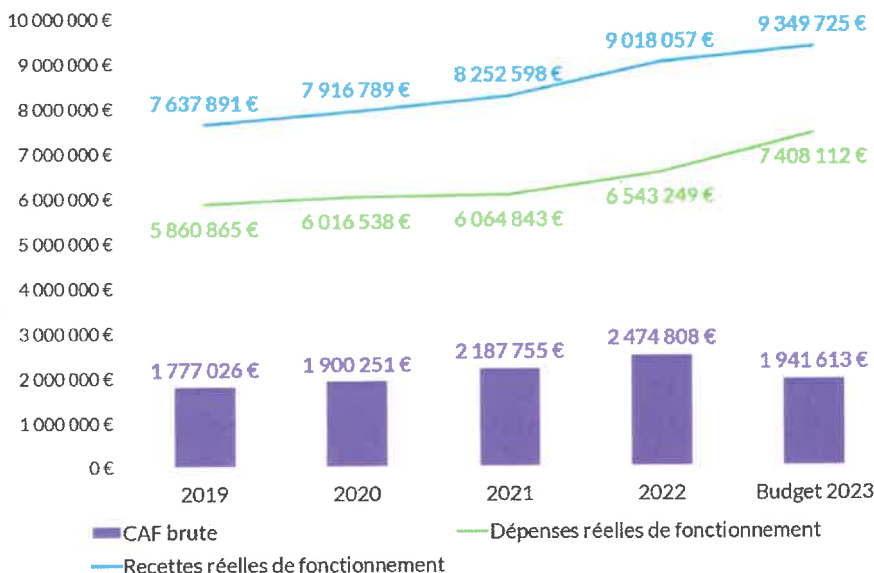 10 000 000 €
9 000 000 €
8 000 000 €
7 000 000 €
6 000 000 €
5 000 000 €
4 000 000 €
3 000 000 €
2 000 000 €
1 000 000 €
0 €
7 637 891 €
7 916 789 €
8 252 598 €
9 018 057 €
9 349 725 €
5 860 865 €
6 016 538 €
6 064 843 €
6 543 249 €
7 408 112 €
1 777 026 €
1 900 251 €
2 187 755 €
2 474 808 €
1 941 613 €
2019
2020
2021
2022
Budget 2023
CAF brute
Dépenses réelles de fonctionnement
Recettes réelles de fonctionnement